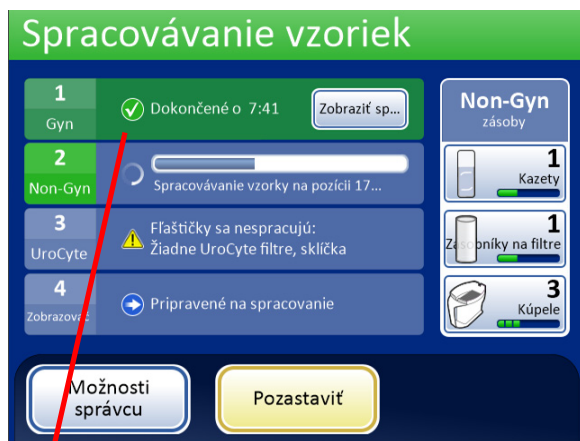 Spracovávanie vzoriek
1
Gyn
Dokončené o 7:41
Zobraziť sp...
2
Non-Gyn
Spracovávanie vzorky na pozícii 17...
3
UroCyte
Fľaštičky sa nespracujú:
Žiadne UroCyte filtre, sklíčka
4
Zobrazovač
Pripravené na spracovanie
Non-Gyn
zásoby
1
Kazety
1
Zásobníky na filtre
3
Kúpele
Možnosti
správcu
Pozastaviť